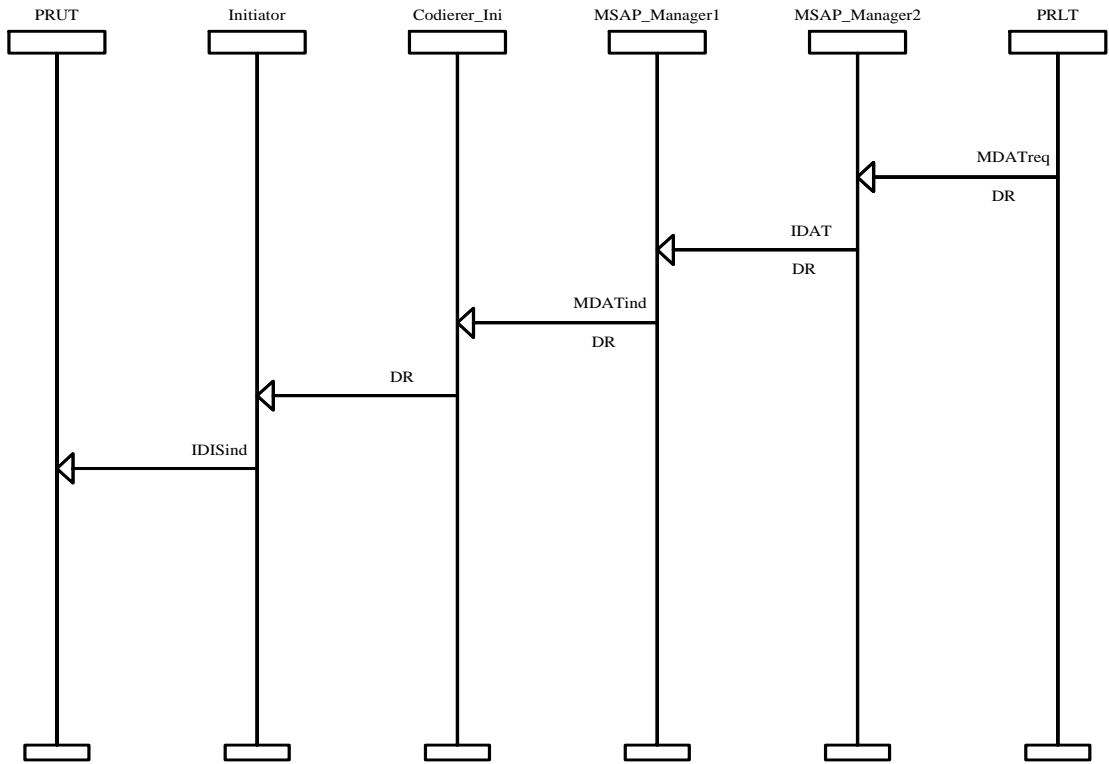 PRUT Initiator Codierer_Ini MSAP_Manager1 MSAP_Manager2 PRLT
MDATreq
DR
IDAT
DR
MDATind
DR
DR
IDISind